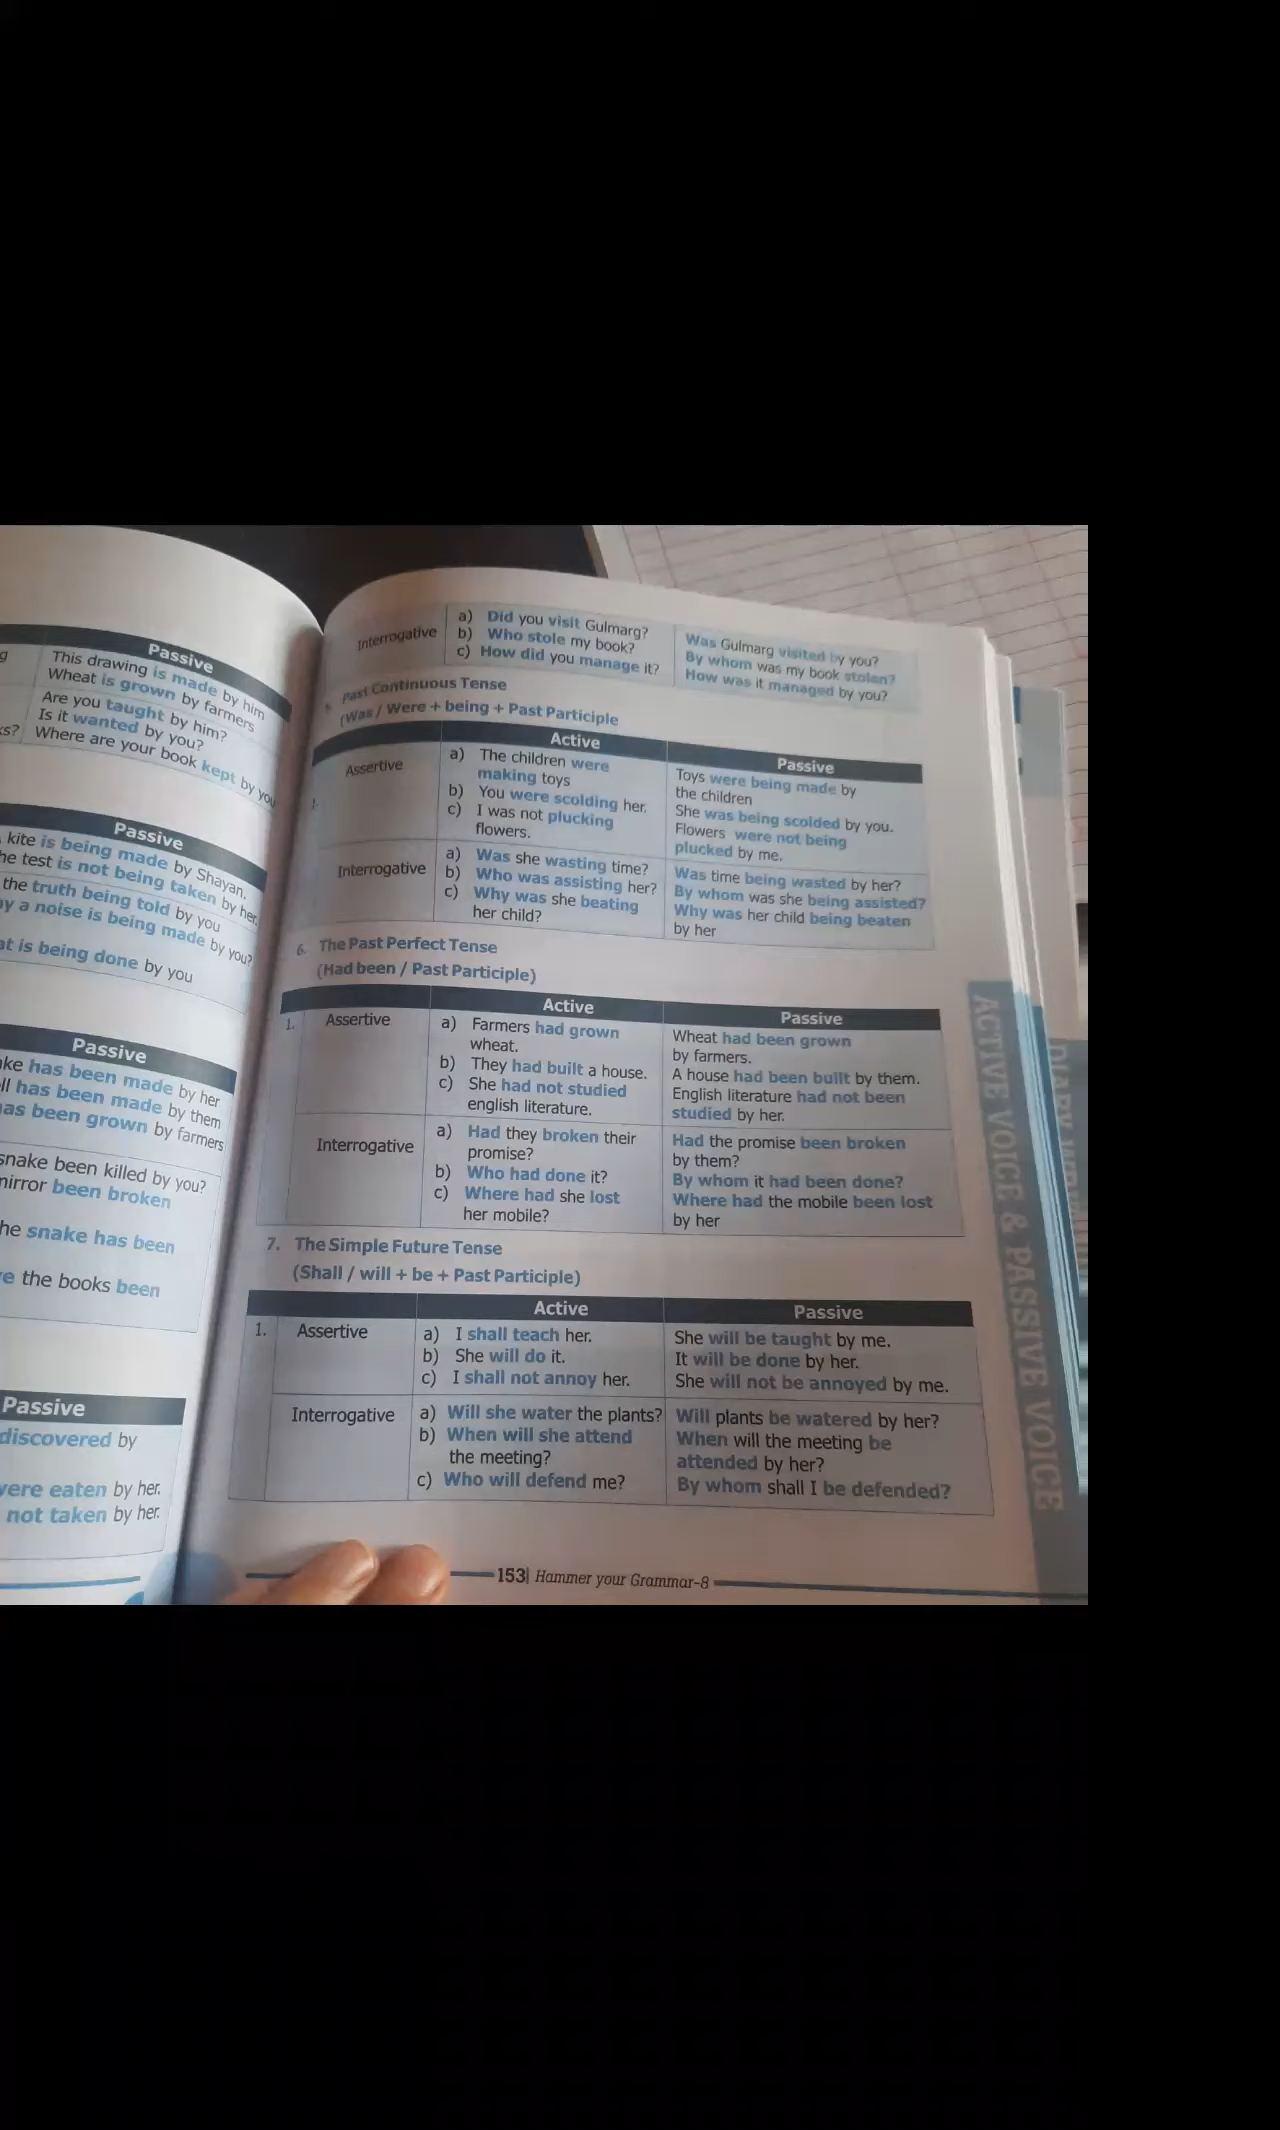 Passive
This drawing is made by him
Wheat is grown by farmers
Are you taught by him?
Is it wanted by you?
Where are your book kept by you
Passive
kite is being made by Shayan.
he test is not being taken by her.
the truth being told by you
y a noise is being made by you?
at is being done by you
Passive
ke has been made by her
ll has been made by them
as been grown by farmers
snake been killed by you?
mirror been broken
he snake has been
e the books been
Passive
discovered by
were eaten by her.
not taken by her.
Interrogative
a) Did you visit Gulmarg?
b) Who stole my book?
c) How did you manage it?
Was Gulmarg visited by you?
By whom was my book stolen?
How was it managed by you?
Past Continuous Tense
(Was / Were + being + Past Participle
Active Passive
1. Assertive
a) The children were
making toys
b) You were scolding her.
c) I was not plucking
flowers.
Toys were being made by
the children
She was being scolded by you.
Flowers were not being
plucked by me.
Interrogative
a) Was she wasting time?
b) Who was assisting her?
c) Why was she beating
her child?
Was time being wasted by her?
By whom was she being assisted?
Why was her child being beaten
by her
6. The Past Perfect Tense
(Had been / Past Participle)
Active Passive
1. Assertive
a) Farmers had grown
wheat.
b) They had built a house.
c) She had not studied
english literature.
Wheat had been grown
by farmers.
A house had been built by them.
English literature had not been
studied by her.
Interrogative
a) Had they broken their
promise?
b) Who had done it?
c) Where had she lost
her mobile?
Had the promise been broken
by them?
By whom it had been done?
Where had the mobile been lost
by her
7. The Simple Future Tense
(Shall / will + be + Past Participle)
Active Passive
1. Assertive
a) I shall teach her.
b) She will do it.
c) I shall not annoy her.
She will be taught by me.
It will be done by her.
She will not be annoyed by me.
Interrogative
a) Will she water the plants?
b) When will she attend
the meeting?
c) Who will defend me?
Will plants be watered by her?
When will the meeting be
attended by her?
By whom shall I be defended?
153| Hammer your Grammar-8
ACTIVE VOICE & PASSIVE VOICE